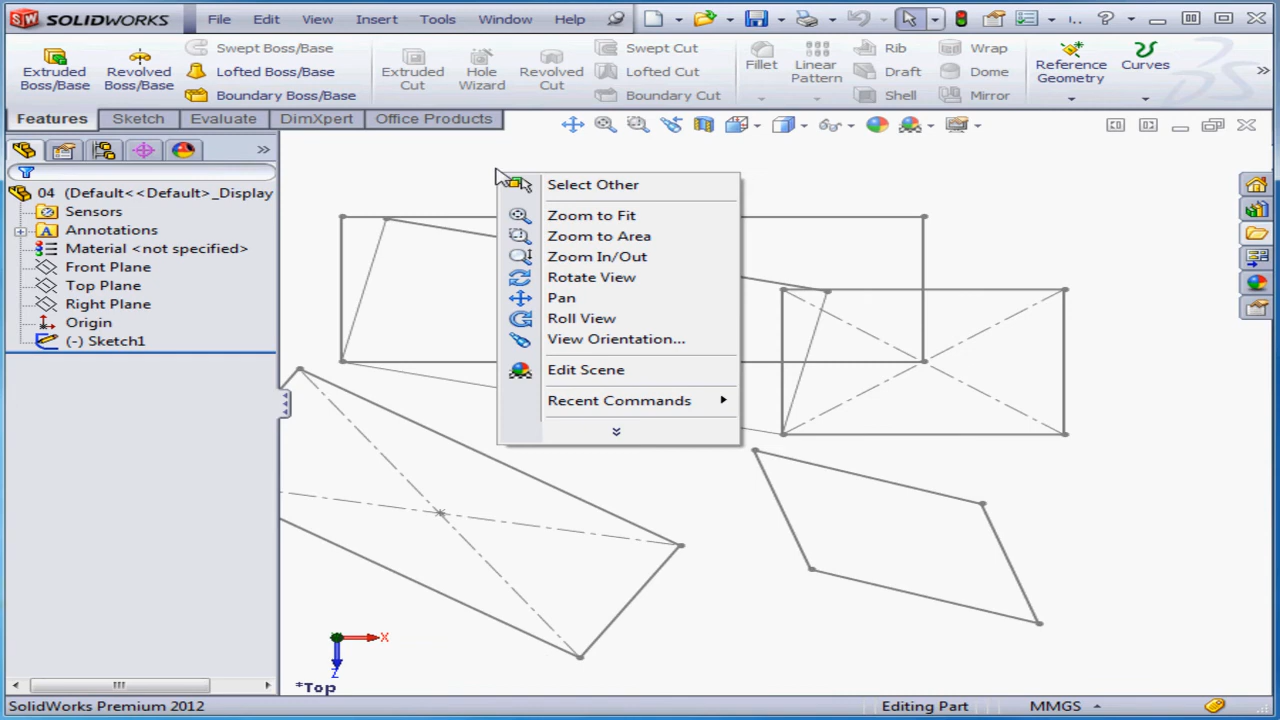 SOLIDWORKS File Edit View Insert Tools Window Help
Extruded Boss/Base
Revolved Boss/Base
Swept Boss/Base
Lofted Boss/Base
Boundary Boss/Base
Extruded Cut
Hole Wizard
Revolved Cut
Swept Cut
Lofted Cut
Boundary Cut
Fillet
Linear Pattern
Rib
Draft
Shell
Wrap
Dome
Mirror
Reference Geometry
Curves
Features Sketch Evaluate DimXpert Office Products
04 (Default<<Default>_Display
Sensors
Annotations
Material <not specified>
Front Plane
Top Plane
Right Plane
Origin
(-) Sketch1
Select Other
Zoom to Fit
Zoom to Area
Zoom In/Out
Rotate View
Pan
Roll View
View Orientation...
Edit Scene
Recent Commands
X
Z
*Top
SolidWorks Premium 2012 Editing Part MMGS